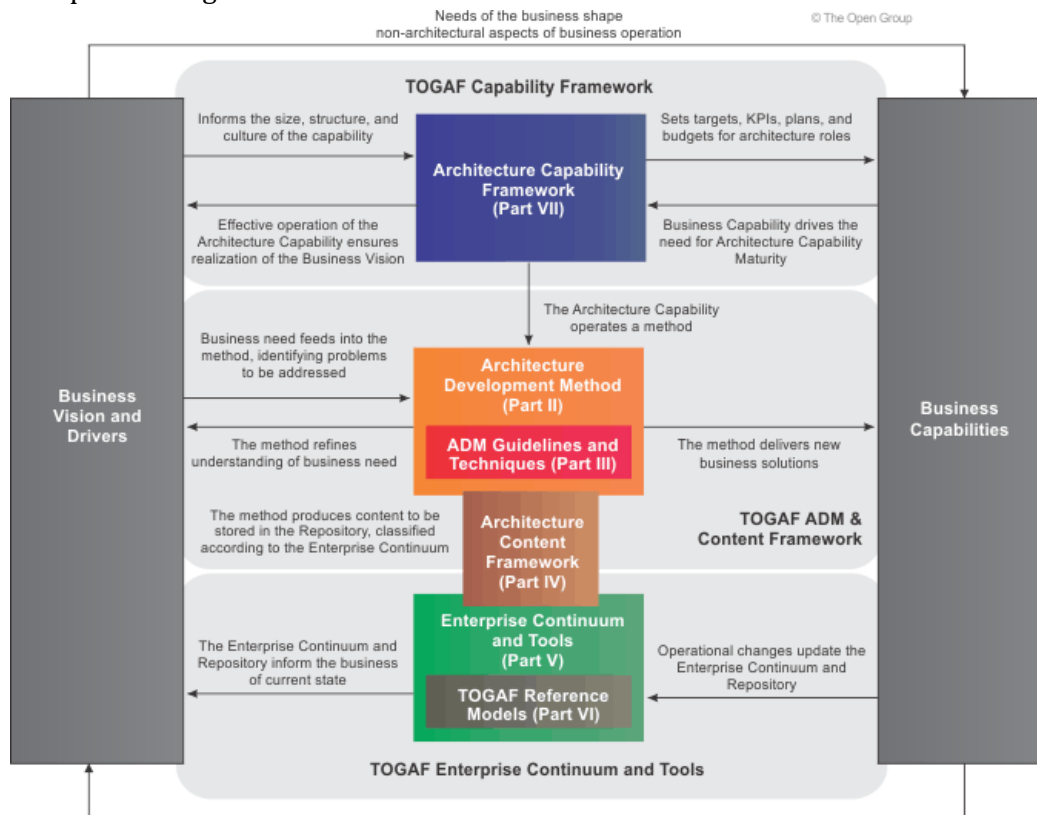 Needs of the business shape
non-architectural aspects of business operation
© The Open Group
TOGAF Capability Framework
Informs the size, structure, and
culture of the capability
Architecture Capability
Framework
(Part VII)
Sets targets, KPIs, plans, and
budgets for architecture roles
Effective operation of the
Architecture Capability ensures
realization of the Business Vision
Business Capability drives the
need for Architecture Capability
Maturity
The Architecture Capability
operates a method
Business need feeds into the
method, identifying problems
to be addressed
Architecture
Development Method
(Part II)
Business
Vision and
Drivers
Business
Capabilities
The method refines
understanding of business need
ADM Guidelines and
Techniques (Part III)
The method delivers new
business solutions
The method produces content to be
stored in the Repository, classified
according to the Enterprise Continuum
Architecture
Content
Framework
(Part IV)
TOGAF ADM &
Content Framework
The Enterprise Continuum and
Repository inform the business
of current state
Enterprise Continuum
and Tools
(Part V)
Operational changes update the
Enterprise Continuum and
Repository
TOGAF Reference
Models (Part VI)
TOGAF Enterprise Continuum and Tools